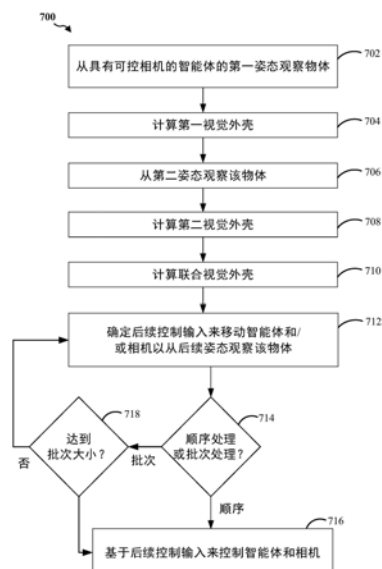 700
从具有可控相机的智能体的第一姿态观察物体
702
计算第一视觉外壳
704
从第二姿态观察该物体
706
计算第二视觉外壳
708
计算联合视觉外壳
710
确定后续控制输入来移动智能体和/
或相机以从后续姿态观察该物体
712
顺序处理
或批次处理?
714
批次
达到
批次大小?
718
否
顺序
基于后续控制输入来控制智能体和相机
716